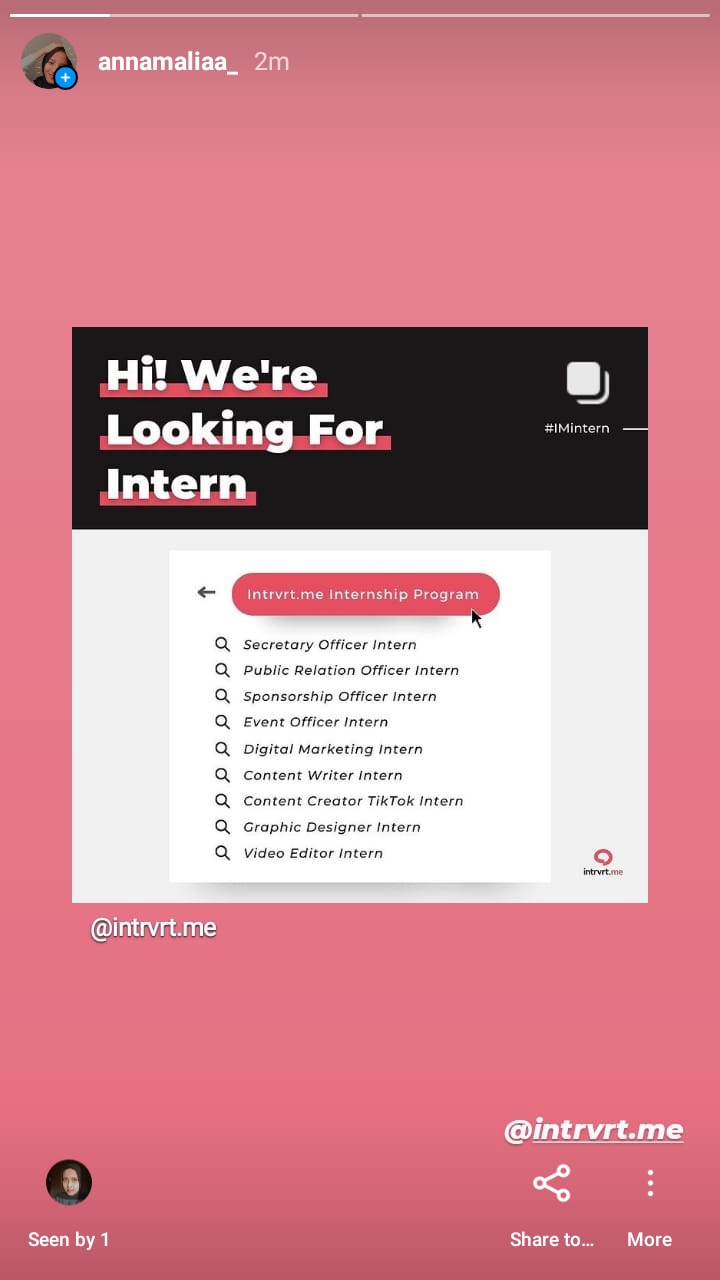 annamaliaa_ 2m
Hi! We're
Looking For
Intern
#IMintern
Intrvrt.me Internship Program
Secretary Officer Intern
Public Relation Officer Intern
Sponsorship Officer Intern
Event Officer Intern
Digital Marketing Intern
Content Writer Intern
Content Creator TikTok Intern
Graphic Designer Intern
Video Editor Intern
intrvrt.me
@intrvrt.me
@intrvrt.me
Seen by 1
Share to...
More